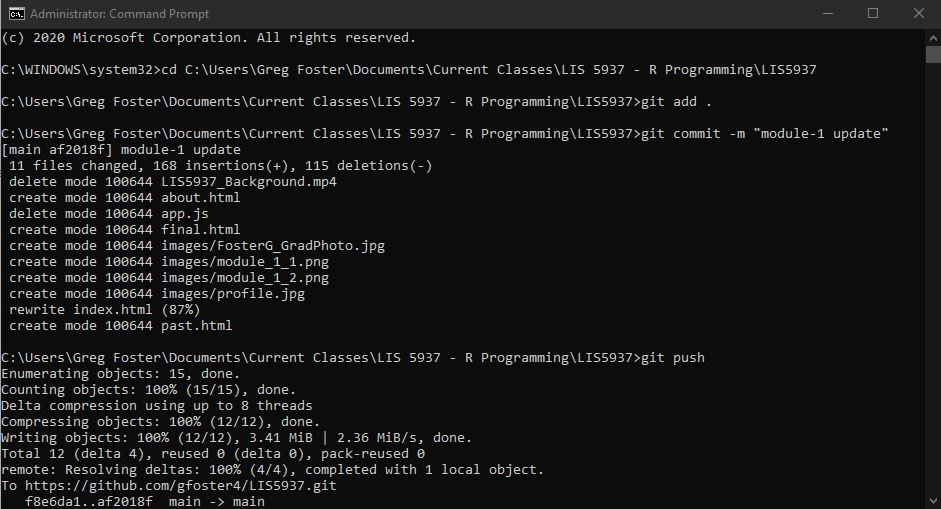 Administrator: Command Prompt
(c) 2020 Microsoft Corporation. All rights reserved.
C:\WINDOWS\system32>cd C:\Users\Greg Foster\Documents\Current Classes\LIS 5937 - R Programming\LIS5937
C:\Users\Greg Foster\Documents\Current Classes\LIS 5937 - R Programming\LIS5937>git add .
C:\Users\Greg Foster\Documents\Current Classes\LIS 5937 - R Programming\LIS5937>git commit -m "module-1 update"
[main af2018f] module-1 update
 11 files changed, 168 insertions(+), 115 deletions(-)
 delete mode 100644 LIS5937_Background.mp4
 create mode 100644 about.html
 delete mode 100644 app.js
 create mode 100644 final.html
 create mode 100644 images/FosterG_GradPhoto.jpg
 create mode 100644 images/module_1_1.png
 create mode 100644 images/module_1_2.png
 create mode 100644 images/profile.jpg
 rewrite index.html (87%)
 create mode 100644 past.html
C:\Users\Greg Foster\Documents\Current Classes\LIS 5937 - R Programming\LIS5937>git push
Enumerating objects: 15, done.
Counting objects: 100% (15/15), done.
Delta compression using up to 8 threads
Compressing objects: 100% (12/12), done.
Writing objects: 100% (12/12), 3.41 MiB | 2.36 MiB/s, done.
Total 12 (delta 4), reused 0 (delta 0), pack-reused 0
remote: Resolving deltas: 100% (4/4), completed with 1 local object.
To https://github.com/gfoster4/LIS5937.git
   f8e6da1..af2018f  main -> main